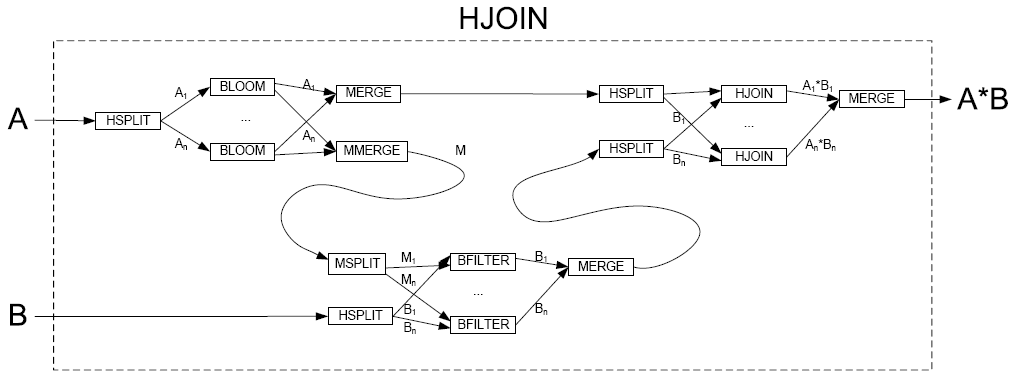 HJOIN
A
HSPLIT
A1
An
BLOOM
...
BLOOM
A1
An
MERGE
MMERGE
M
HSPLIT
HSPLIT
B1
Bn
HJOIN
...
HJOIN
A1*B1
An*Bn
MERGE
A*B
B
MSPLIT
HSPLIT
M1
Mn
B1
Bn
BFILTER
...
BFILTER
B1
Bn
MERGE